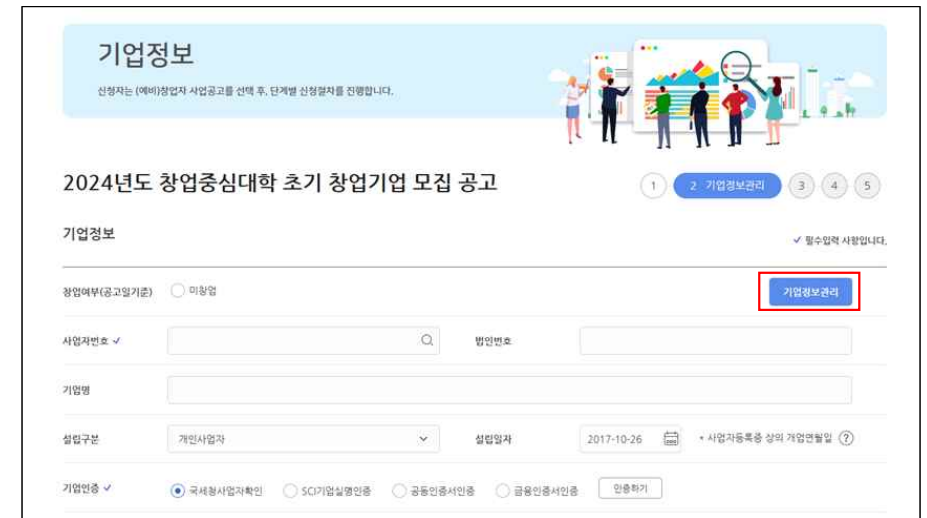 기업정보
신청자는 (예비)창업자 사업공고를 선택 후, 단계별 신청절차를 진행합니다.
2024년도 창업중심대학 초기 창업기업 모집 공고
1 2 기업정보관리 3 4 5
기업정보
✓ 필수입력 사항입니다.
창업여부(공고일기준) 미창업 기업정보관리
사업자번호 ✓ 법인번호
기업명
설립구분 개인사업자 설립일자 2017-10-26 * 사업자등록증 상의 개업연월일 ?
기업인증 ✓ 국세청사업자확인 SCI기업실명인증 공동인증서인증 금융인증서인증 인증하기